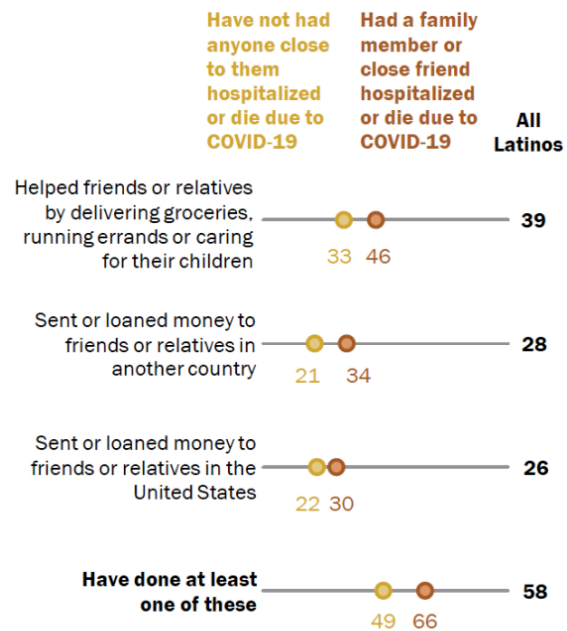 Have not had
anyone close
to them
hospitalized
or die due to
COVID-19
Had a family
member or
close friend
hospitalized
or die due to
COVID-19
All
Latinos
Helped friends or relatives
by delivering groceries,
running errands or caring
for their children
33 46
39
Sent or loaned money to
friends or relatives in
another country
21 34
28
Sent or loaned money to
friends or relatives in the
United States
22 30
26
Have done at least
one of these
49 66
58